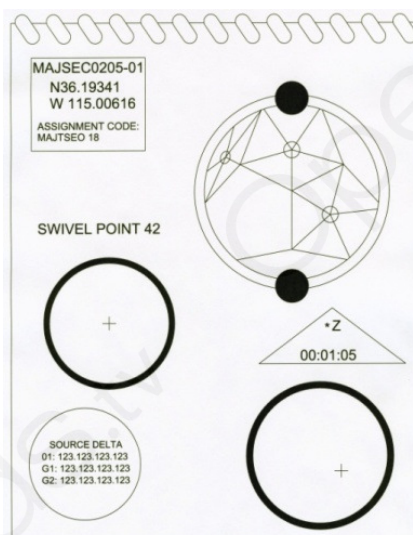 MAJSEC0205-01
N36.19341
W 115.00616
ASSIGNMENT CODE:
MAJTSEO 18
SWIVEL POINT 42
*Z
00:01:05
SOURCE DELTA
01: 123.123.123.123
G1: 123.123.123.123
G2: 123.123.123.123